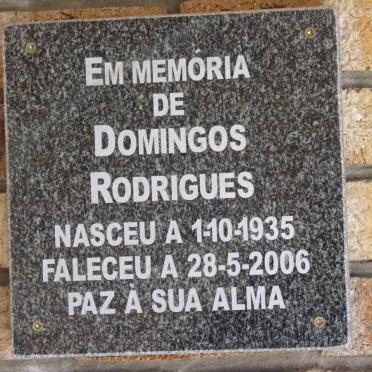 EM MEMÓRIA
DE
DOMINGOS
RODRIGUES
NASCEU A 1-10-1935
FALECEU A 28-5-2006
PAZ À SUA ALMA